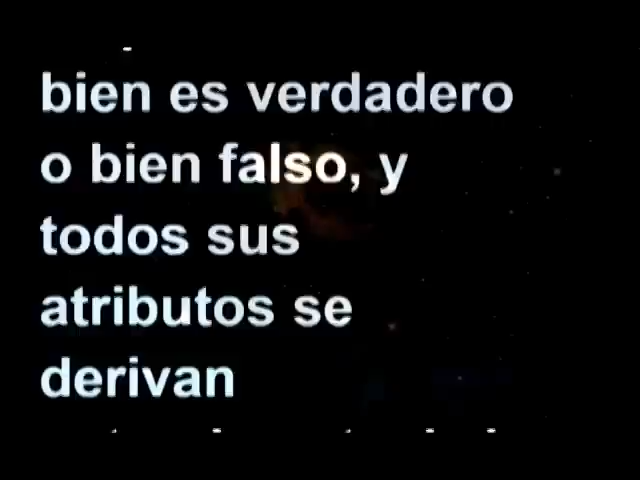 bien es verdadero
o bien falso, y
todos sus
atributos se
derivan